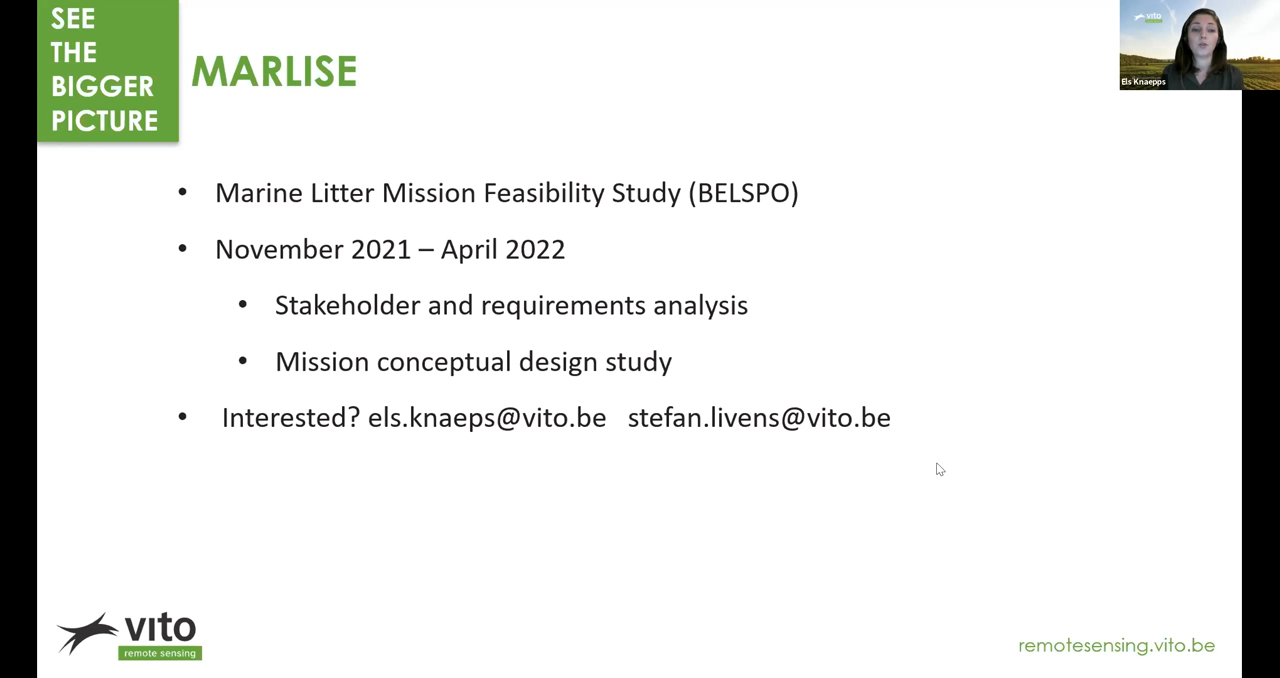 SEE
THE
BIGGER
PICTURE
MARLISE
vito
Els Knaepps
• Marine Litter Mission Feasibility Study (BELSPO)
• November 2021 – April 2022
• Stakeholder and requirements analysis
• Mission conceptual design study
• Interested? els.knaeps@vito.be stefan.livens@vito.be
vito
remote sensing
remotesensing.vito.be